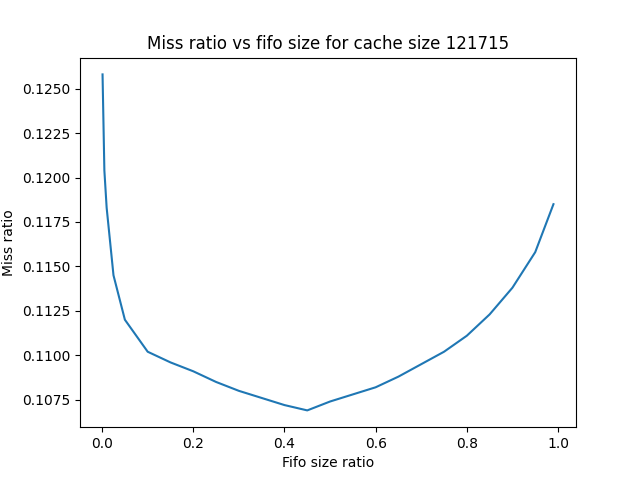 Miss ratio vs fifo size for cache size 121715
0.1250
0.1225
0.1200
0.1175
0.1150
0.1125
0.1100
0.1075
Miss ratio
0.0 0.2 0.4 0.6 0.8 1.0
Fifo size ratio